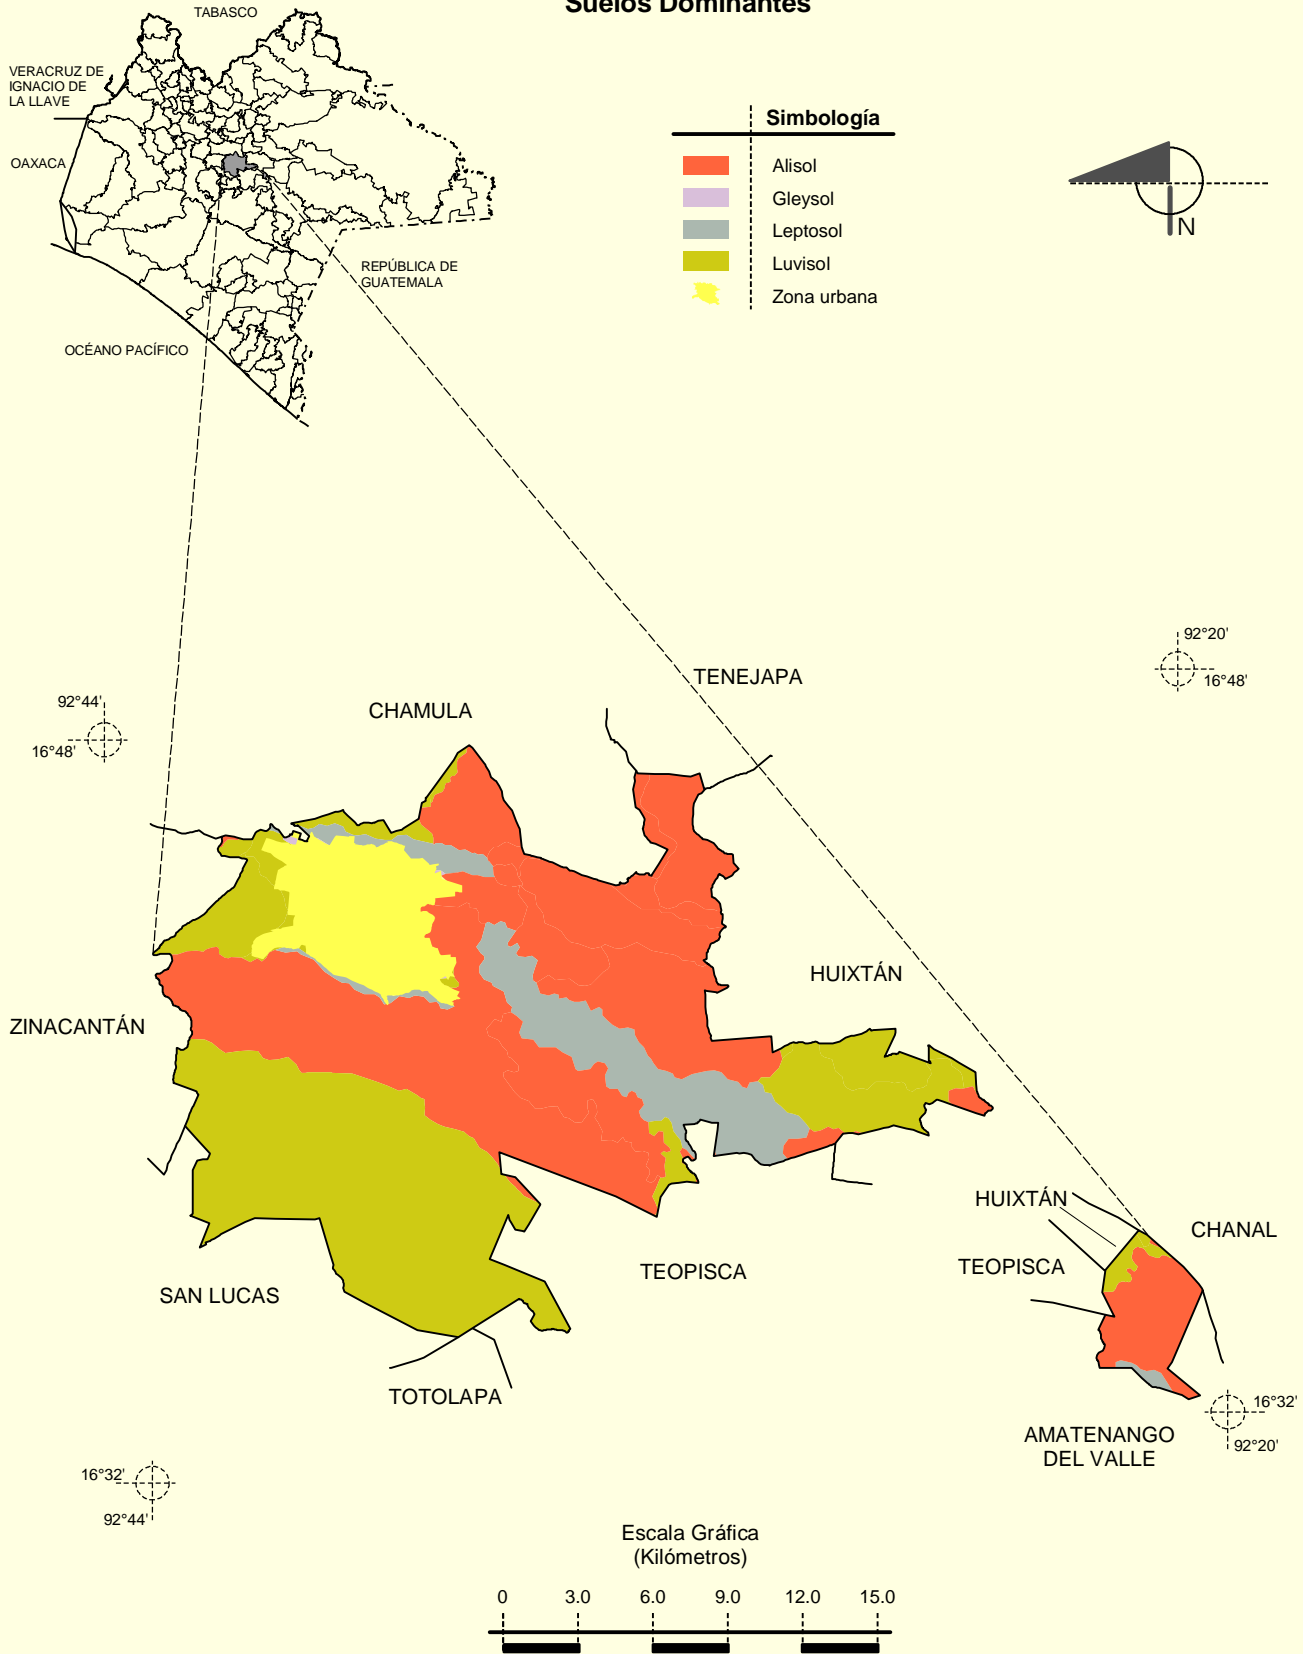 Suelos Dominantes
TABASCO
VERACRUZ DE
IGNACIO DE
LA LLAVE
OAXACA
REPÚBLICA DE
GUATEMALA
OCÉANO PACÍFICO
Simbología
Alisol
Gleysol
Leptosol
Luvisol
Zona urbana
N
92°20'
16°48'
92°44'
16°48'
TENEJAPA
CHAMULA
HUIXTÁN
ZINACANTÁN
HUIXTÁN
CHANAL
TEOPISCA
TEOPISCA
SAN LUCAS
TOTOLAPA
16°32'
92°20'
AMATENANGO
DEL VALLE
16°32'
92°44'
Escala Gráfica
(Kilómetros)
0 3.0 6.0 9.0 12.0 15.0